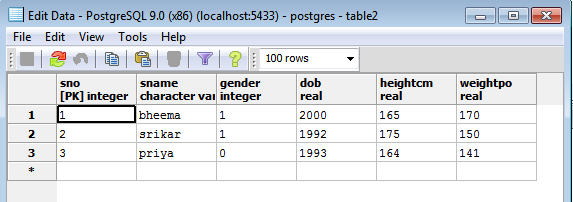 Edit Data - PostgreSQL 9.0 (x86) (localhost:5433) - postgres - table2
File Edit View Tools Help
100 rows
sno sname gender dob heightcm weightpo
[PK] integer character var integer real real real
1 1 bheema 1 2000 165 170
2 2 srikar 1 1992 175 150
3 3 priya 0 1993 164 141
*